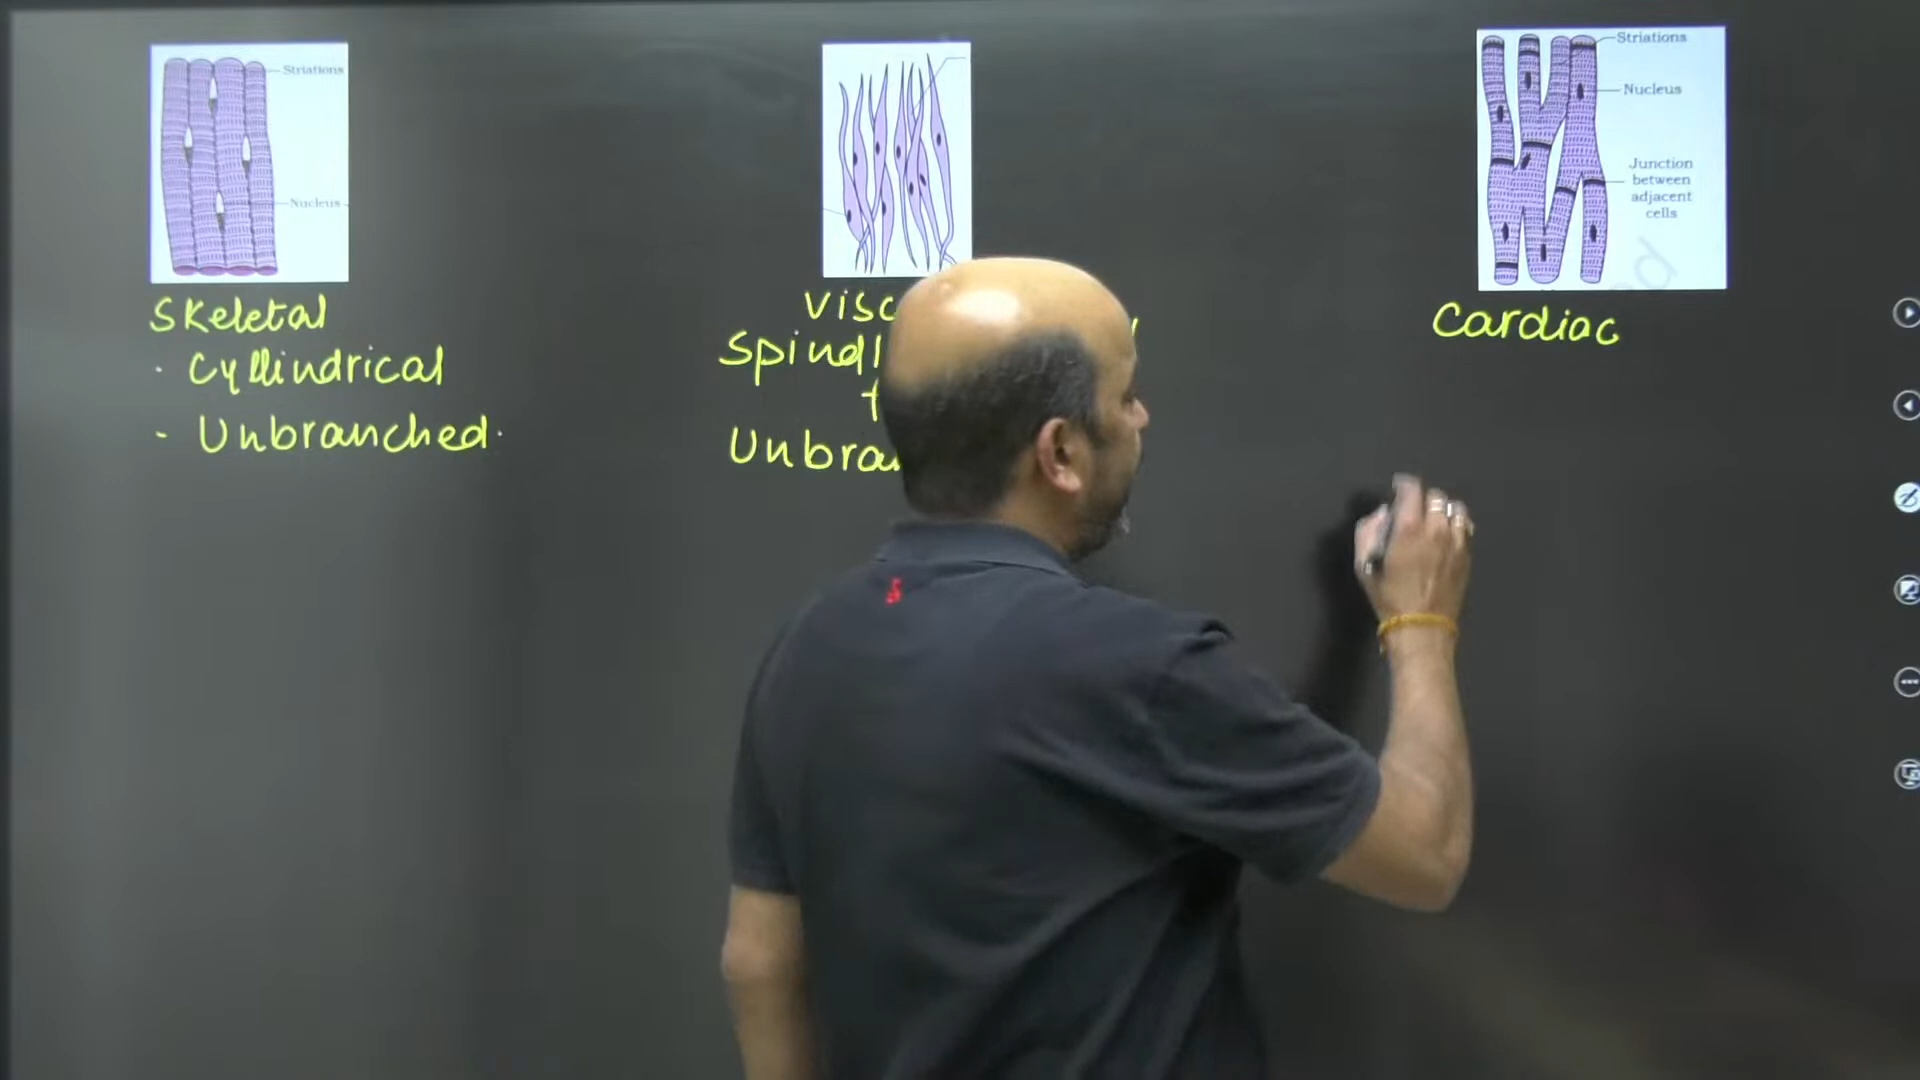 Striations
Nucleus
Skeletal
· Cyllindrical
- Unbranched.
Striations
Nucleus
Junction
between
adjacent
cells
Cardiac